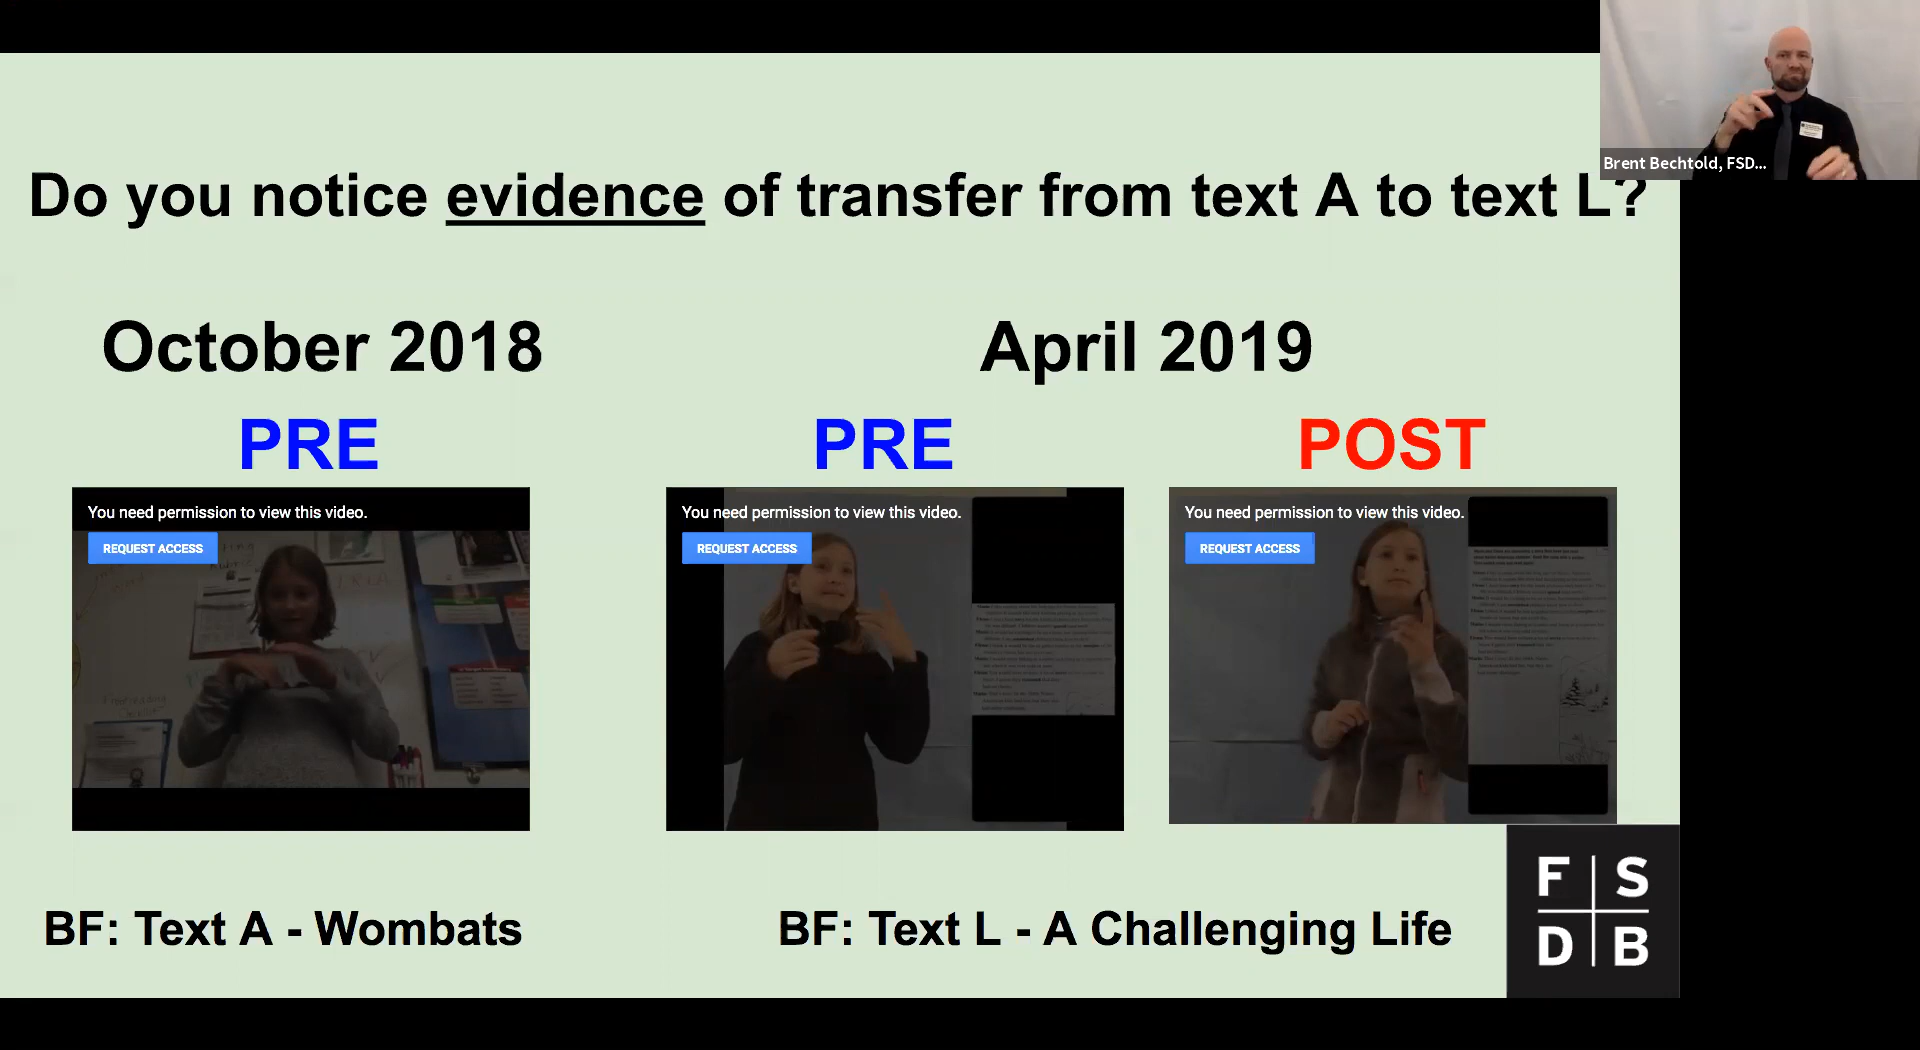 Brent Bechtold, FSD...
Do you notice evidence of transfer from text A to text L?
October 2018
April 2019
PRE
PRE
POST
You need permission to view this video.
REQUEST ACCESS
You need permission to view this video.
REQUEST ACCESS
You need permission to view this video.
REQUEST ACCESS
BF: Text A - Wombats
BF: Text L - A Challenging Life
F S
D B